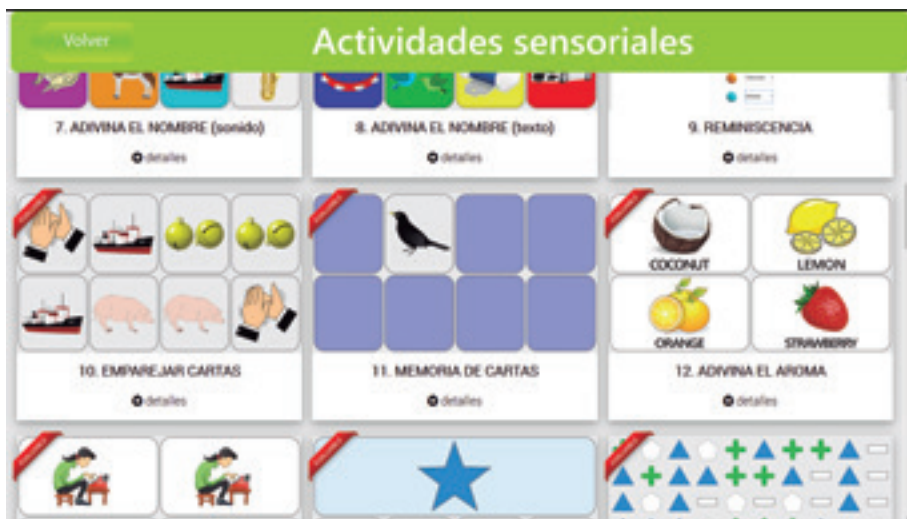 Volver
Actividades sensoriales
7. ADIVINA EL NOMBRE (sonido)
8. ADIVINA EL NOMBRE (texto)
9. REMINISCENCIA
detalles
detalles
detalles
COCONUT
LEMON
ORANGE
STRAWBERRY
10. EMPAREJAR CARTAS
11. MEMORIA DE CARTAS
12. ADIVINA EL AROMA
detalles
detalles
detalles